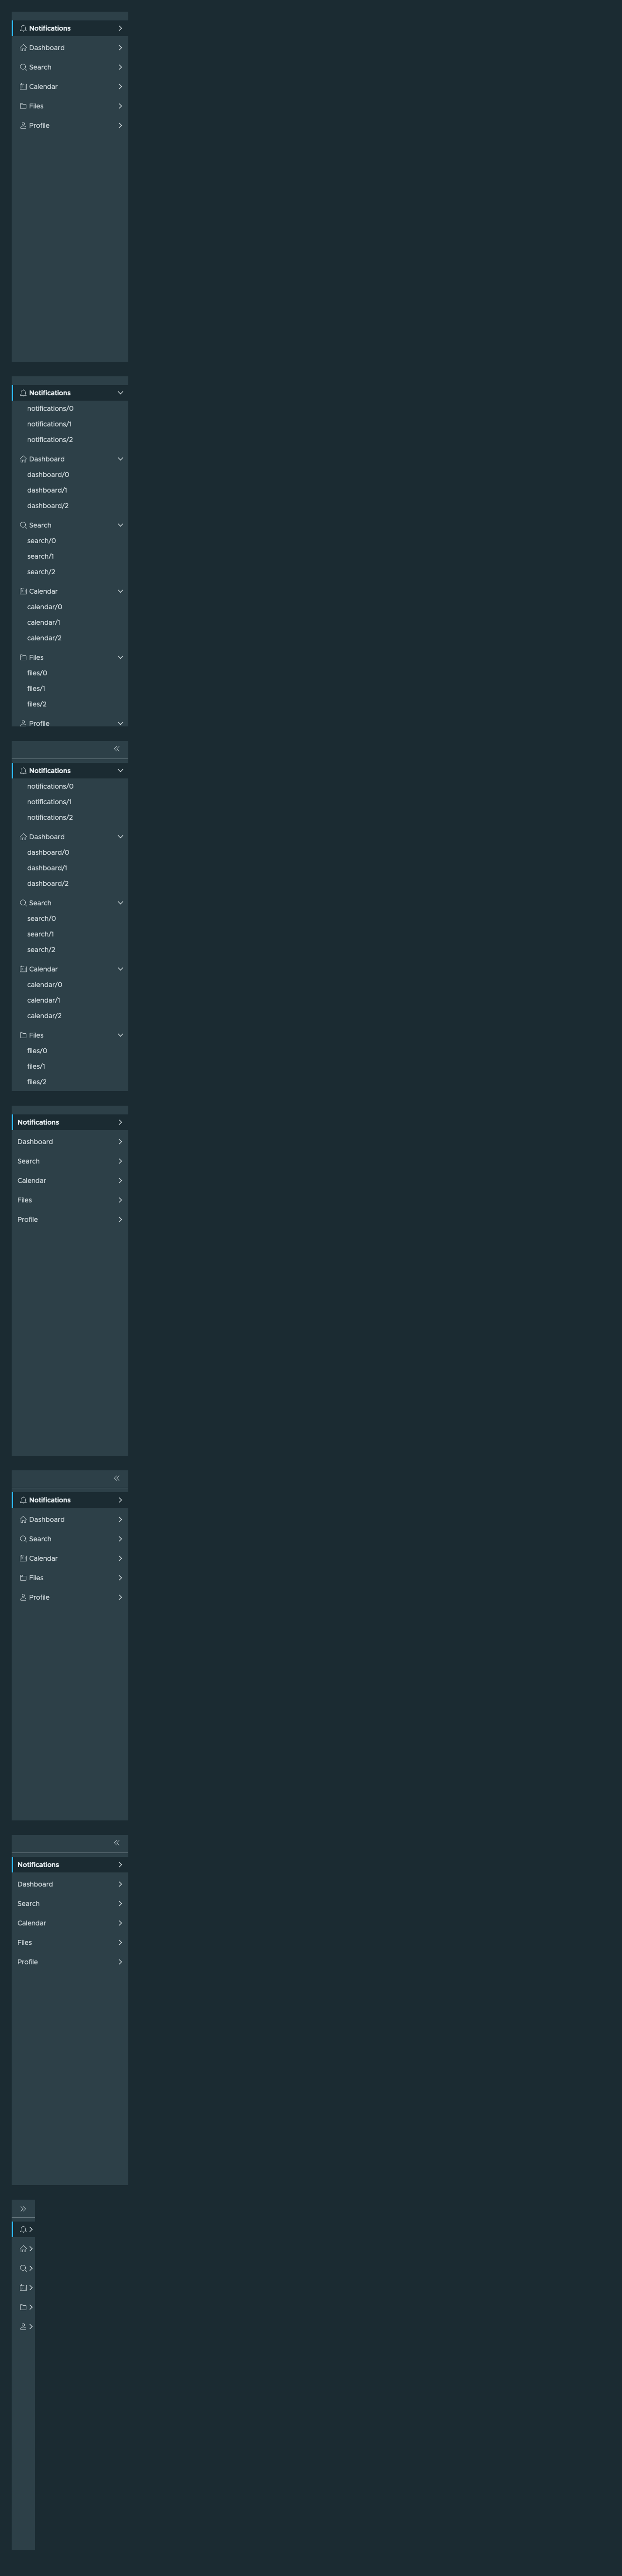 Notifications
Dashboard
Search
Calendar
Files
Profile
Notifications
notifications/0
notifications/1
notifications/2
Dashboard
dashboard/0
dashboard/1
dashboard/2
Search
search/0
search/1
search/2
Calendar
calendar/0
calendar/1
calendar/2
Files
files/0
files/1
files/2
Profile
Notifications
notifications/0
notifications/1
notifications/2
Dashboard
dashboard/0
dashboard/1
dashboard/2
Search
search/0
search/1
search/2
Calendar
calendar/0
calendar/1
calendar/2
Files
files/0
files/1
files/2
Notifications
Dashboard
Search
Calendar
Files
Profile
Notifications
Dashboard
Search
Calendar
Files
Profile
Notifications
Dashboard
Search
Calendar
Files
Profile